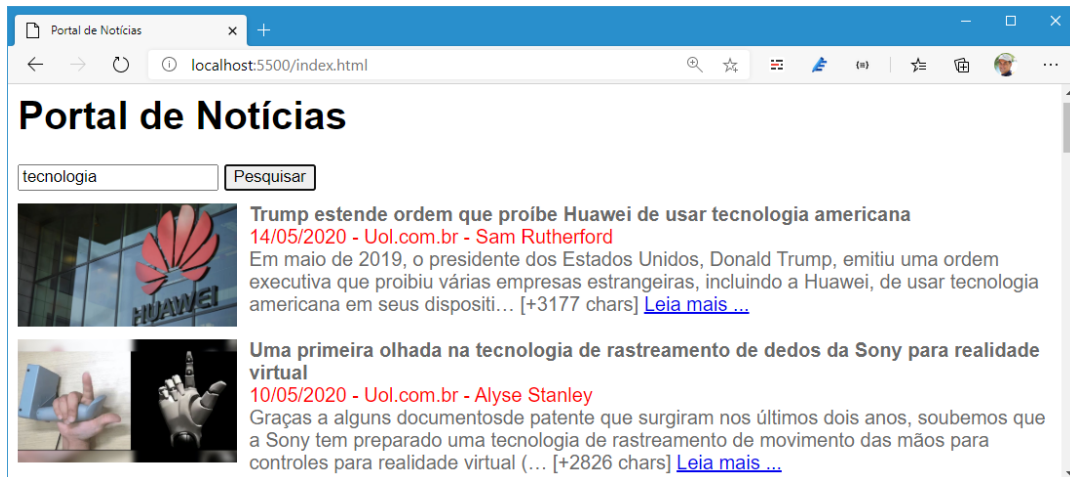 Portal de Notícias
localhost:5500/index.html
Portal de Notícias
tecnologia Pesquisar
HUAWEI
Trump estende ordem que proíbe Huawei de usar tecnologia americana
14/05/2020 - Uol.com.br - Sam Rutherford
Em maio de 2019, o presidente dos Estados Unidos, Donald Trump, emitiu uma ordem
executiva que proibiu várias empresas estrangeiras, incluindo a Huawei, de usar tecnologia
americana em seus dispositi… [+3177 chars] Leia mais ...
Uma primeira olhada na tecnologia de rastreamento de dedos da Sony para realidade
virtual
10/05/2020 - Uol.com.br - Alyse Stanley
Graças a alguns documentosde patente que surgiram nos últimos dois anos, soubemos que
a Sony tem preparado uma tecnologia de rastreamento de movimento das mãos para
controles para realidade virtual (… [+2826 chars] Leia mais ...